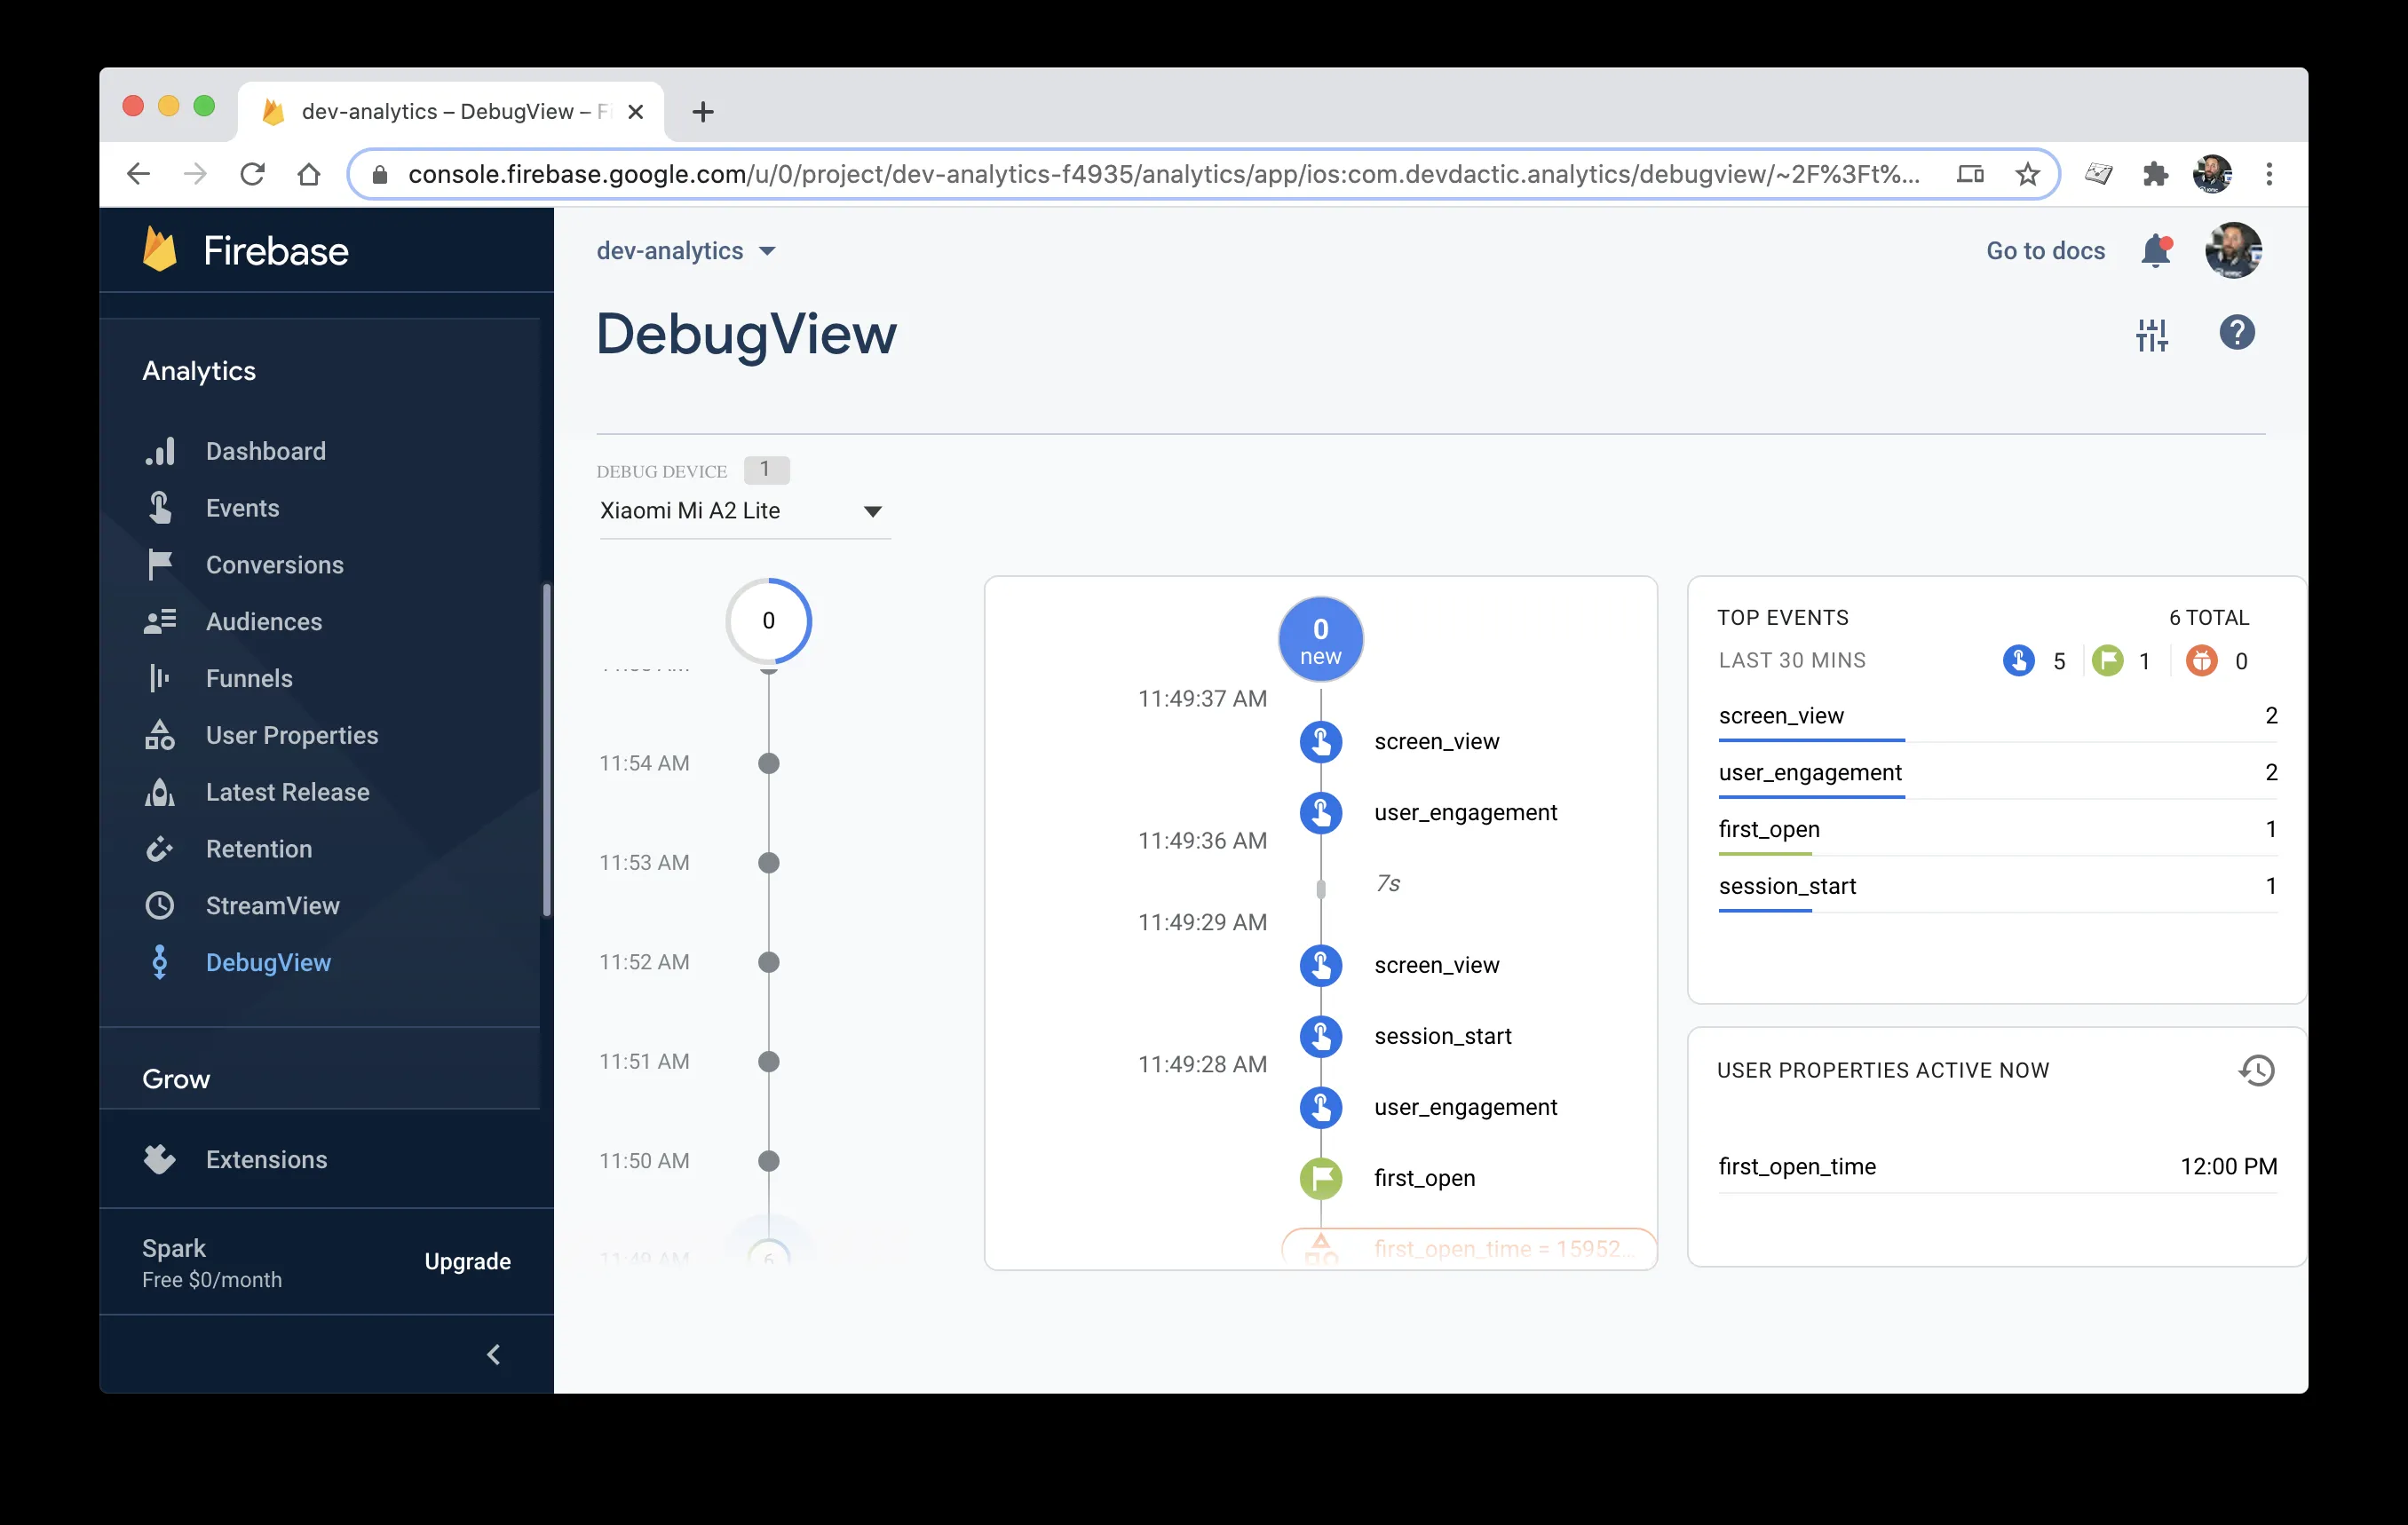 dev-analytics – DebugView – Fi
console.firebase.google.com/u/0/project/dev-analytics-f4935/analytics/app/ios:com.devdactic.analytics/debugview/~2F%3Ft%...
Firebase
Analytics
Dashboard
Events
Conversions
Audiences
Funnels
User Properties
Latest Release
Retention
StreamView
DebugView
Grow
Extensions
Spark
Free $0/month
Upgrade
dev-analytics
Go to docs
DebugView
DEBUG DEVICE 1
Xiaomi Mi A2 Lite
0
11:54 AM
11:53 AM
11:52 AM
11:51 AM
11:50 AM
11:49 AM
6
0
new
11:49:37 AM
screen_view
user_engagement
11:49:36 AM
7s
11:49:29 AM
screen_view
session_start
11:49:28 AM
user_engagement
first_open
first_open_time = 15952...
TOP EVENTS 6 TOTAL
LAST 30 MINS 5 1 0
screen_view 2
user_engagement 2
first_open 1
session_start 1
USER PROPERTIES ACTIVE NOW
first_open_time 12:00 PM